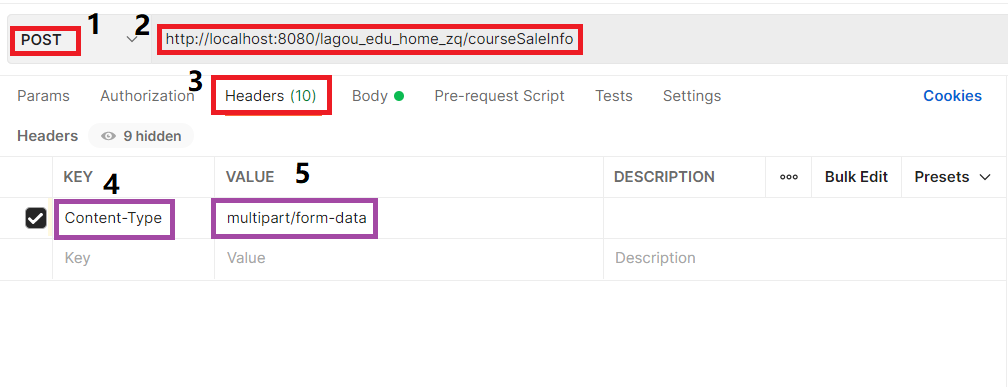 1 2
POST http://localhost:8080/lagou_edu_home_zq/courseSaleInfo
3
Params Authorization Headers (10) Body Pre-request Script Tests Settings Cookies
Headers 9 hidden
4 5
KEY VALUE DESCRIPTION ooo Bulk Edit Presets
Content-Type multipart/form-data
Key Value Description